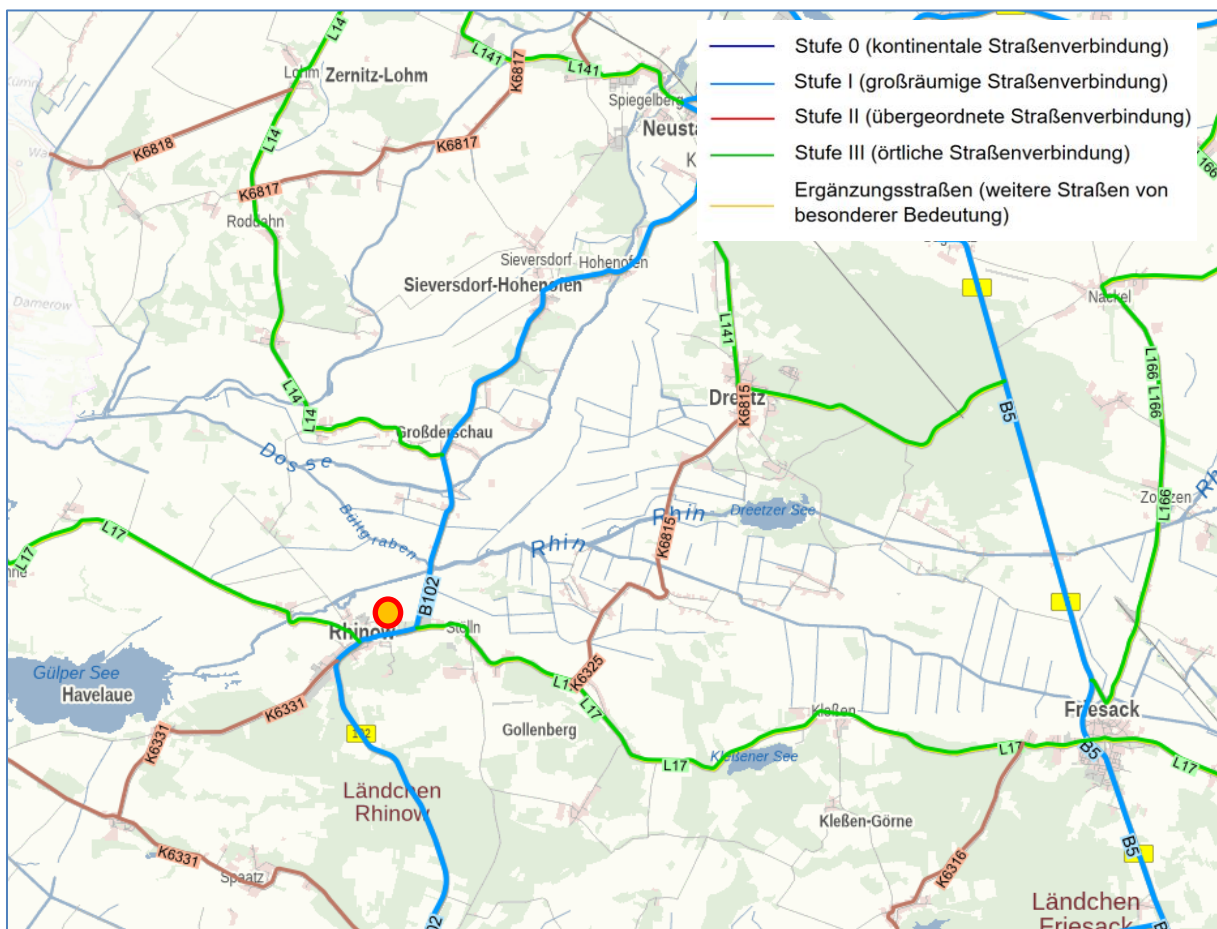 Stufe 0 (kontinentale Straßenverbindung)
Stufe I (großräumige Straßenverbindung)
Stufe II (übergeordnete Straßenverbindung)
Stufe III (örtliche Straßenverbindung)
Ergänzungsstraßen (weitere Straßen von
besonderer Bedeutung)
L14
L141
K6817
L141
Lohm
Zernitz-Lohm
Spiegelberg
Neusta
K
K6818
K6817
L14
K6817
L166
Roddahn
Sieversdorf
Hohenofen
Sieversdorf-Hohenofen
Damerow
Nackel
L141
L166
L166
B5
K6815
L14
L14
Großderschau
Dosse
Bültgraben
Rhin
Rhin
Dreetzer See
K6815
L166
L17
L17
B102
Rhinow
Stölln
K6325
L17
Gülper See
Havelaue
K6331
K6331
Gollenberg
Kleßen
L17
Kleßener See
L17
Friesack
B5
L17
Ländchen
Rhinow
Kleßen-Görne
K6331
Spaatz
K6316
B5
Ländchen
Friesack